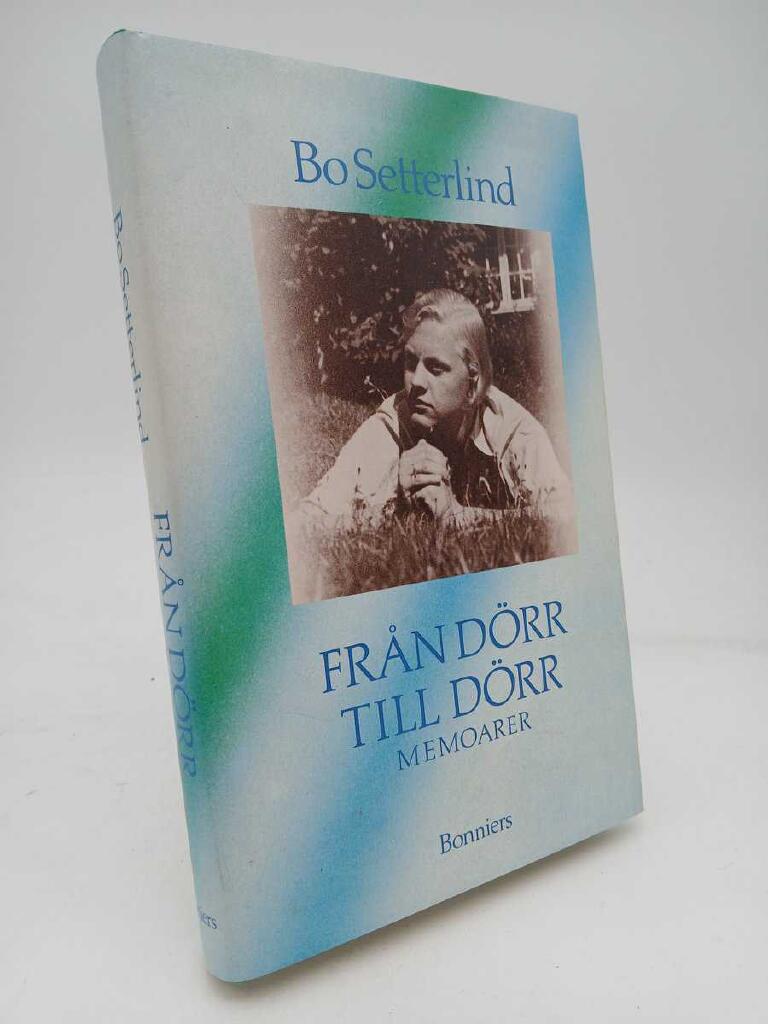 Bo Setterlind
FRÅN DÖRR
TILL DÖRR
MEMOARER
Bonniers
Bo Setterlind
FRÅN DÖRR